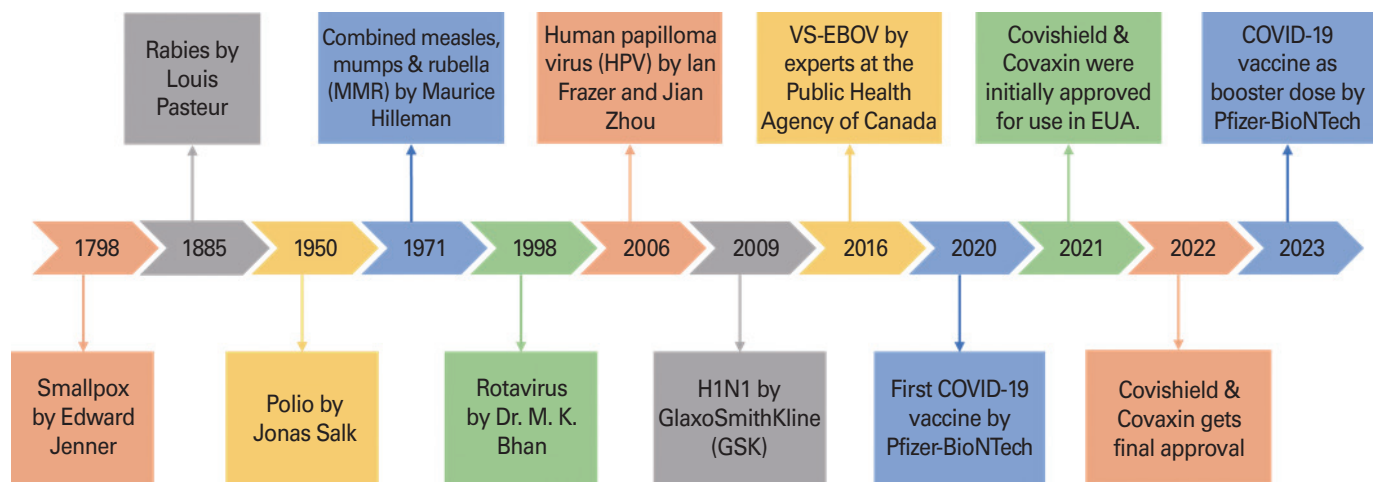 Rabies by
Louis
Pasteur
Combined measles,
mumps & rubella
(MMR) by Maurice
Hilleman
Human papilloma
virus (HPV) by Ian
Frazer and Jian
Zhou
VS-EBOV by
experts at the
Public Health
Agency of Canada
Covishield &
Covaxin were
initially approved
for use in EUA.
COVID-19
vaccine as
booster dose by
Pfizer-BioNTech
1798
1885
1950
1971
1998
2006
2009
2016
2020
2021
2022
2023
Smallpox
by Edward
Jenner
Polio by
Jonas Salk
Rotavirus
by Dr. M. K.
Bhan
H1N1 by
GlaxoSmithKline
(GSK)
First COVID-19
vaccine by
Pfizer-BioNTech
Covishield &
Covaxin gets
final approval